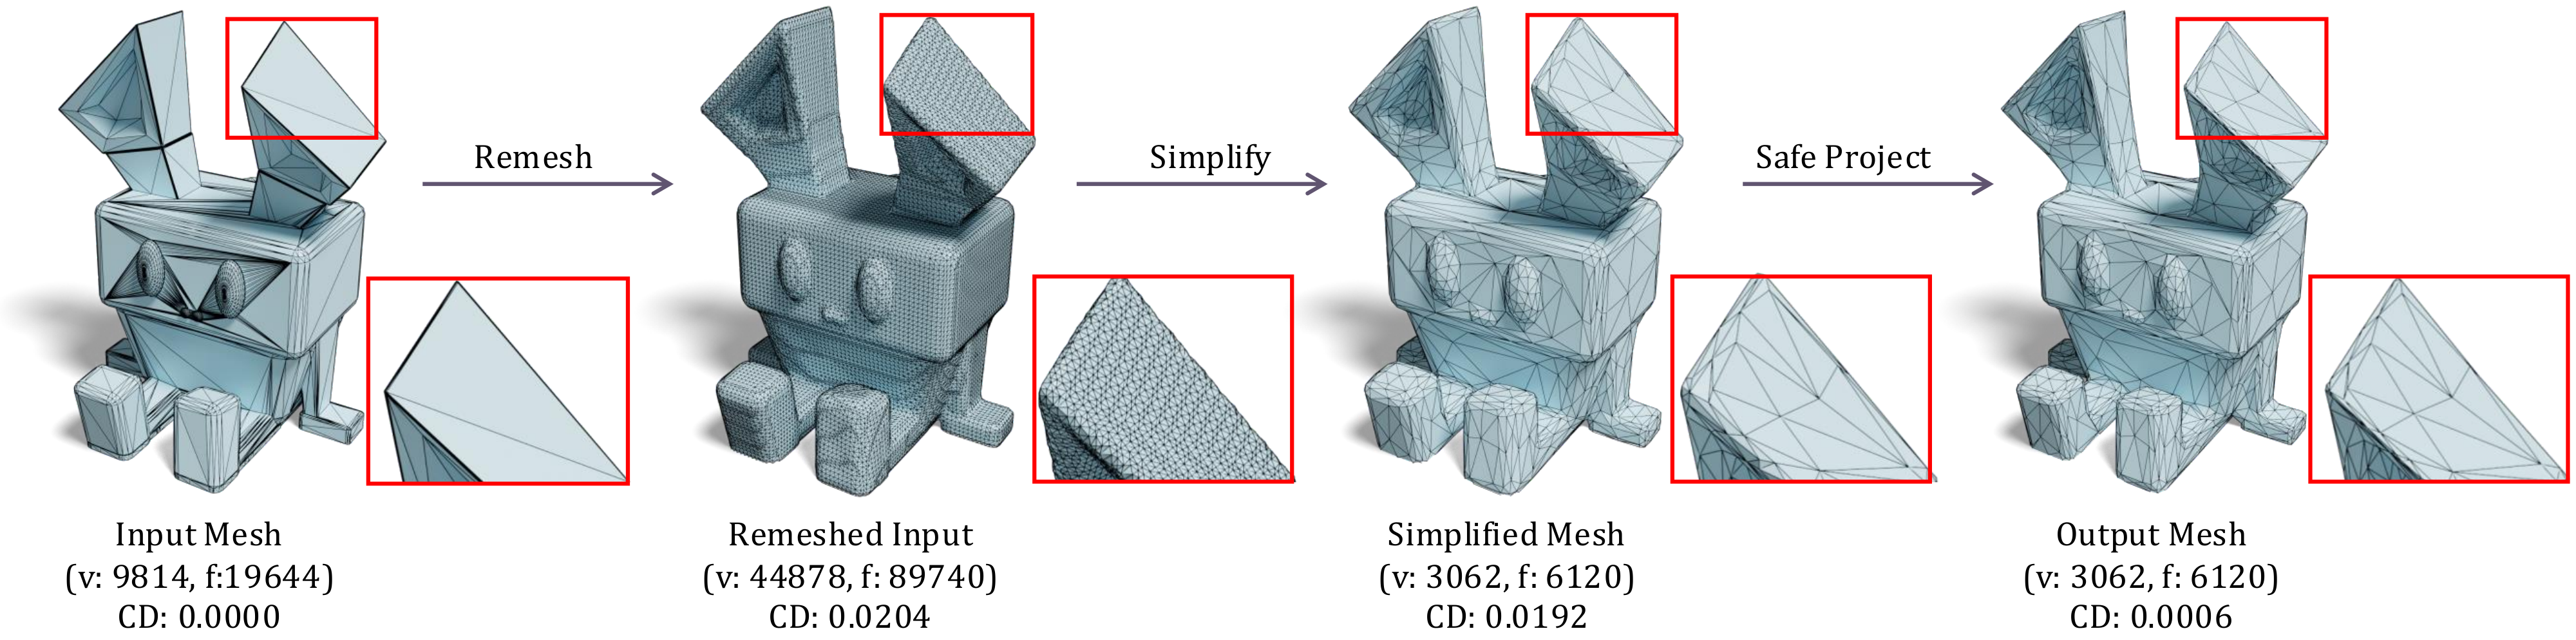 Remesh
Simplify
Safe Project
Input Mesh
(v: 9814, f:19644)
CD: 0.0000
Remeshed Input
(v: 44878, f: 89740)
CD: 0.0204
Simplified Mesh
(v: 3062, f: 6120)
CD: 0.0192
Output Mesh
(v: 3062, f: 6120)
CD: 0.0006